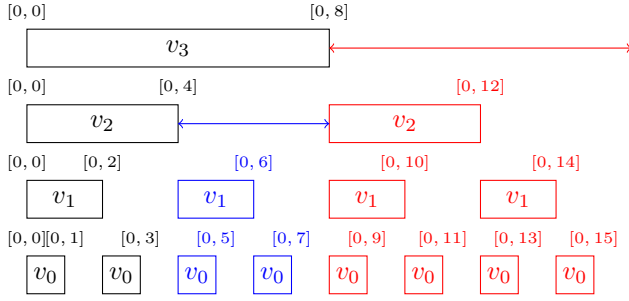 [0, 0] [0, 8]
v3
[0, 0] [0, 4] [0, 12]
v2 v2
[0, 0] [0, 2] [0, 6] [0, 10] [0, 14]
v1 v1 v1 v1
[0, 0] [0, 1] [0, 3] [0, 5] [0, 7] [0, 9] [0, 11] [0, 13] [0, 15]
v0 v0 v0 v0 v0 v0 v0 v0